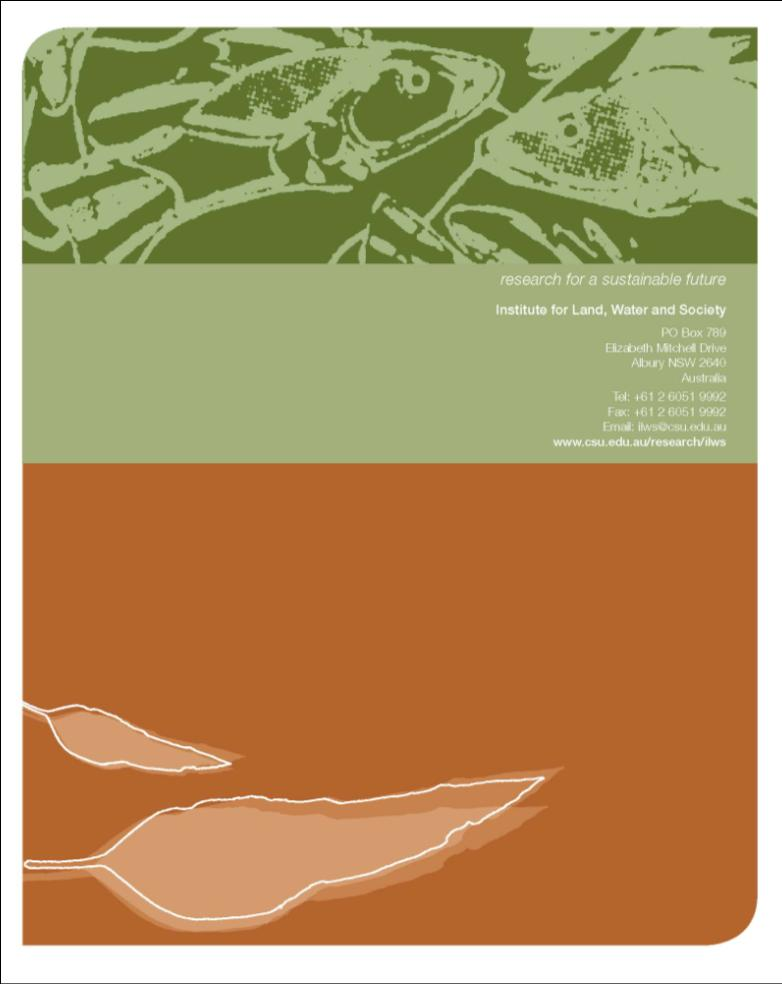 research for a sustainable future
Institute for Land, Water and Society
PO Box 789
Elizabeth Mitchell Drive
Albury NSW 2640
Australia
Tel: +61 2 6051 9992
Fax: +61 2 6051 9992
Email: ilws@csu.edu.au
www.csu.edu.au/research/ilws